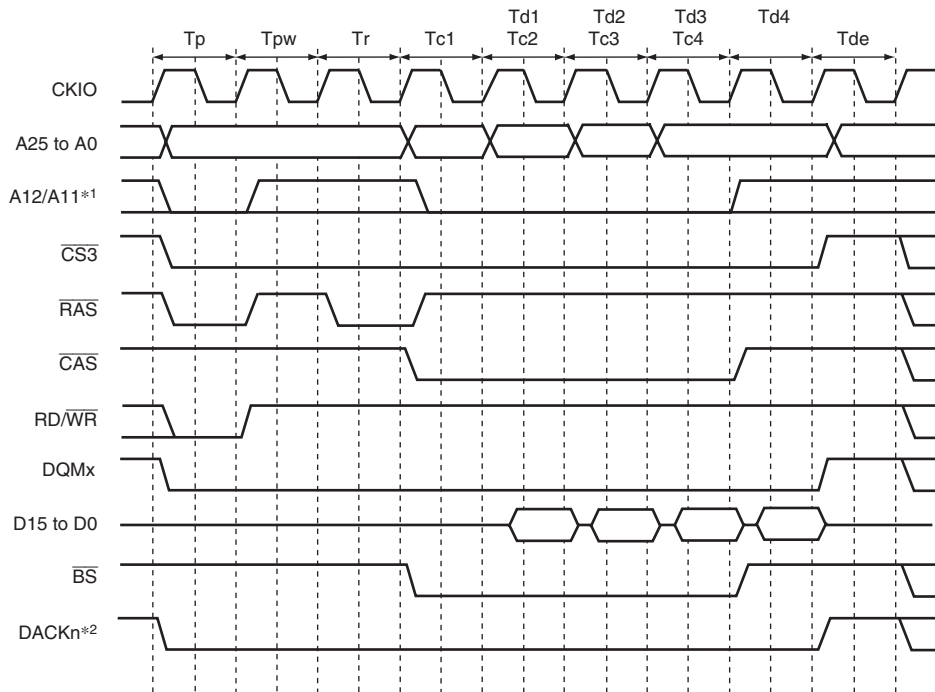 Td1 Td2 Td3 Td4
Tp Tpw Tr Tc1 Tc2 Tc3 Tc4 Tde
CKIO
A25 to A0
A12/A11*1
CS3
RAS
CAS
RD/WR
DQMx
D15 to D0
BS
DACKn*2